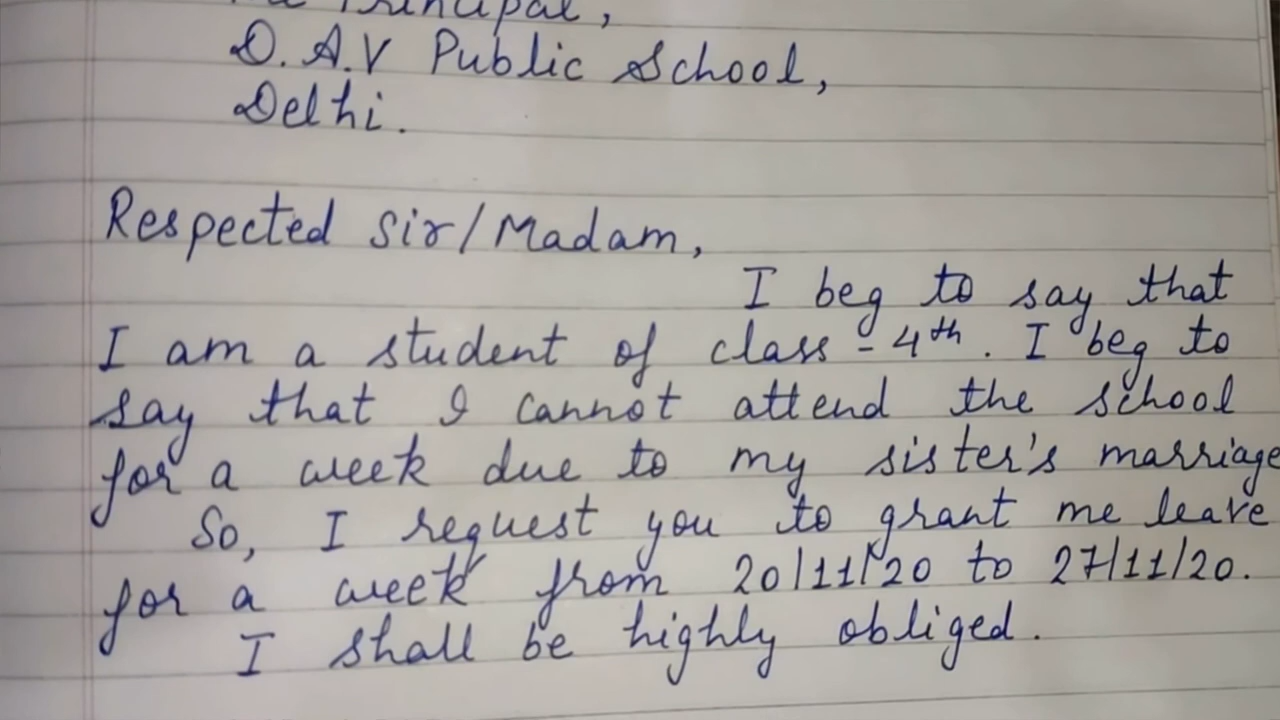 The Principal,
D.A.V Public School,
Delhi.
Respected Sir/Madam,
I beg to say that
I am a student of class - 4th. I beg to
say that I cannot attend the school
for a week due to my sister's marriage
So, I request you to grant me leave
for a week from 20/11/20 to 27/11/20.
I shall be highly obliged.